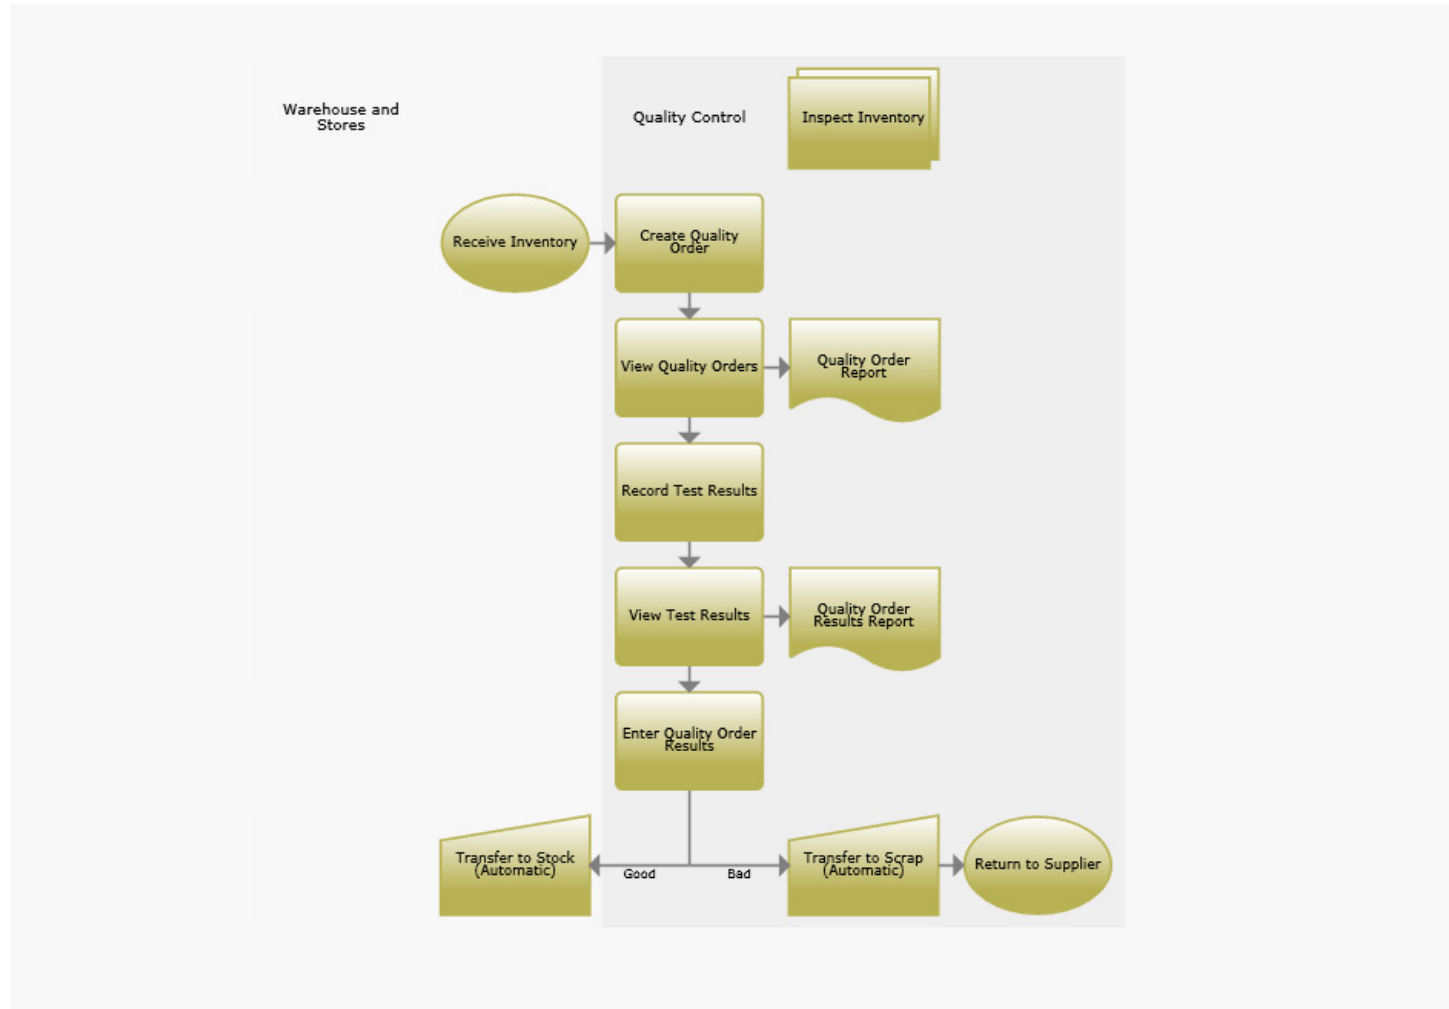 Warehouse and
Stores
Quality Control
Inspect Inventory
Receive Inventory
Create Quality
Order
View Quality Orders
Quality Order
Report
Record Test Results
View Test Results
Quality Order
Results Report
Enter Quality Order
Results
Transfer to Stock
(Automatic)
Good
Bad
Transfer to Scrap
(Automatic)
Return to Supplier